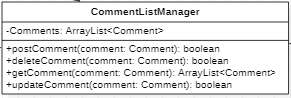 CommentListManager
-Comments: ArrayList<Comment>
+postComment(comment: Comment): boolean
+deleteComment(comment: Comment): boolean
+getComment(comment: Comment): ArrayList<Comment>
+updateComment(comment: Comment): boolean